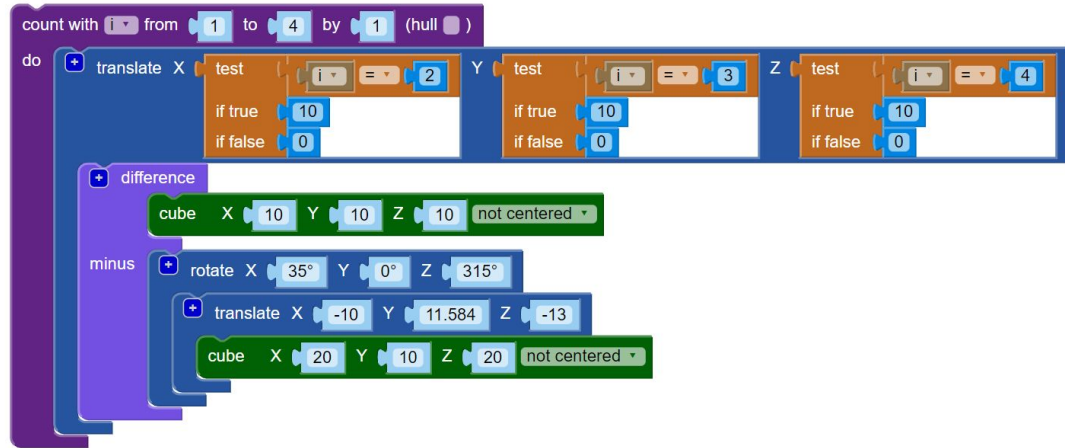 count with i from 1 to 4 by 1 (hull )
do + translate X test i = 2 Y test i = 3 Z test i = 4
if true 10 if true 10 if true 10
if false 0 if false 0 if false 0
+ difference
cube X 10 Y 10 Z 10 not centered
minus + rotate X 35° Y 0° Z 315°
+ translate X -10 Y 11.584 Z -13
cube X 20 Y 10 Z 20 not centered